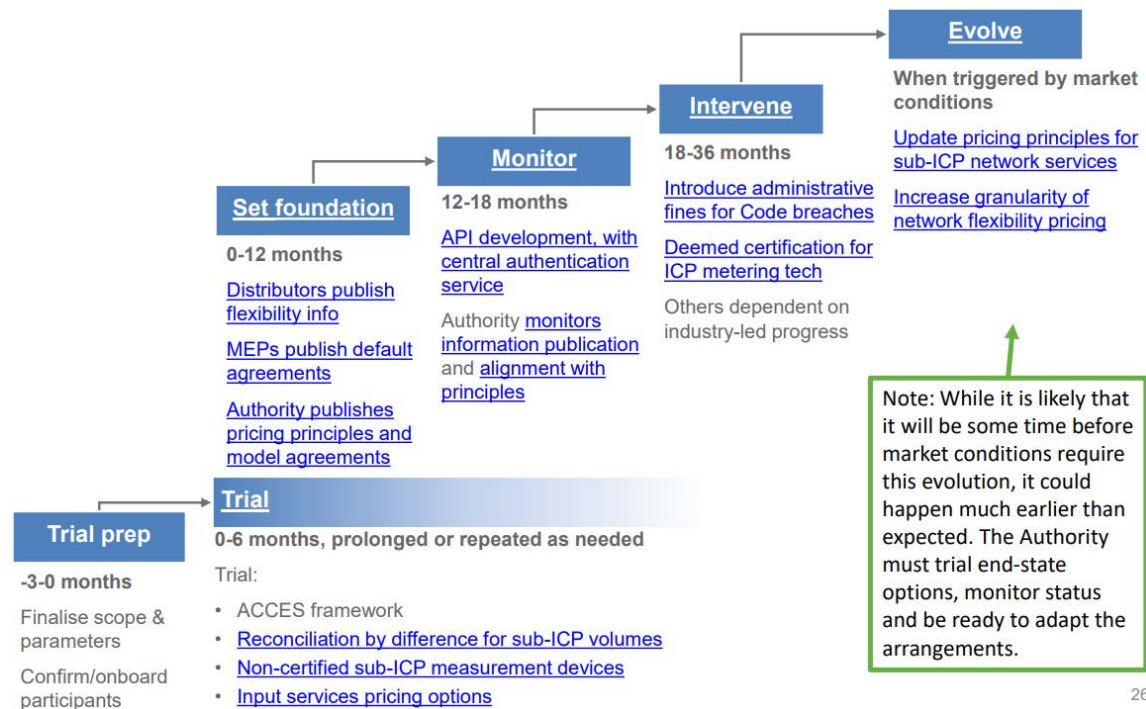 Evolve
When triggered by market
conditions
Update pricing principles for
sub-ICP network services
Increase granularity of
network flexibility pricing
Intervene
18-36 months
Introduce administrative
fines for Code breaches
Deemed certification for
ICP metering tech
Others dependent on
industry-led progress
Monitor
12-18 months
API development, with
central authentication
service
Authority monitors
information publication
and alignment with
principles
Set foundation
0-12 months
Distributors publish
flexibility info
MEPs publish default
agreements
Authority publishes
pricing principles and
model agreements
Note: While it is likely that
it will be some time before
market conditions require
this evolution, it could
happen much earlier than
expected. The Authority
must trial end-state
options, monitor status
and be ready to adapt the
arrangements.
Trial
0-6 months, prolonged or repeated as needed
Trial:
• ACCES framework
• Reconciliation by difference for sub-ICP volumes
• Non-certified sub-ICP measurement devices
• Input services pricing options
Trial prep
-3-0 months
Finalise scope &
parameters
Confirm/onboard
participants
26